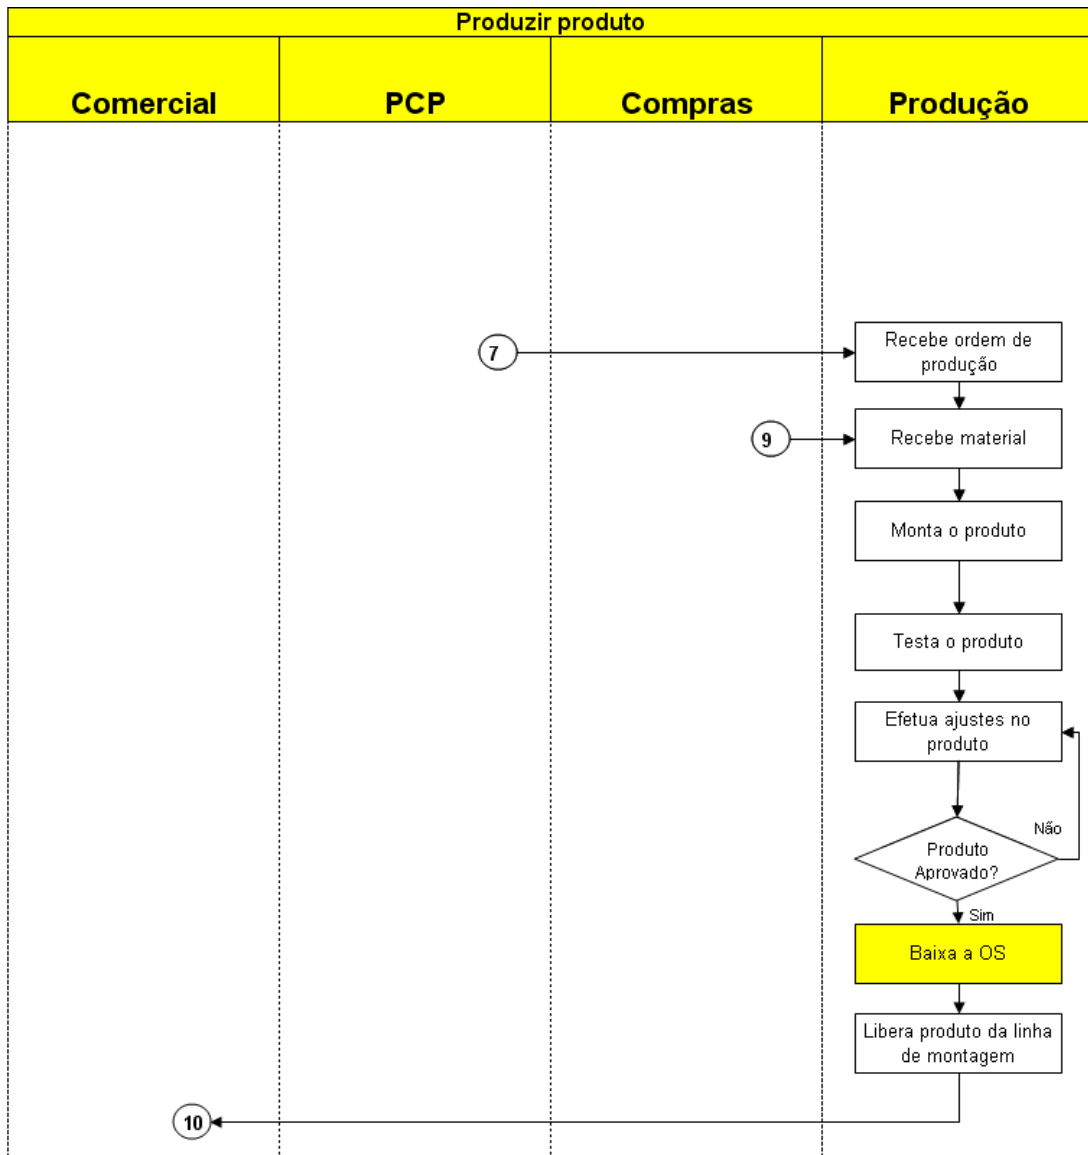 Produzir produto
Comercial
PCP
Compras
Produção
7
Recebe ordem de
produção
9
Recebe material
Monta o produto
Testa o produto
Efetua ajustes no
produto
Não
Produto
Aprovado?
Sim
Baixa a OS
Libera produto da linha
de montagem
10